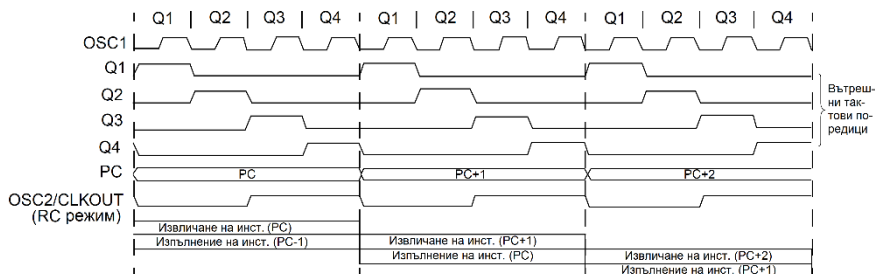 Q1 Q2 Q3 Q4 Q1 Q2 Q3 Q4 Q1 Q2 Q3 Q4
OSC1
Q1
Q2
Q3
Q4
Вътреш-
ни так-
тови по-
редици
PC PC PC+1 PC+2
OSC2/CLKOUT
(RC режим)
Извличане на инст. (PC)
Изпълнение на инст. (PC-1) Извличане на инст. (PC+1)
Изпълнение на инст. (PC) Извличане на инст. (PC+2)
Изпълнение на инст. (PC+1)